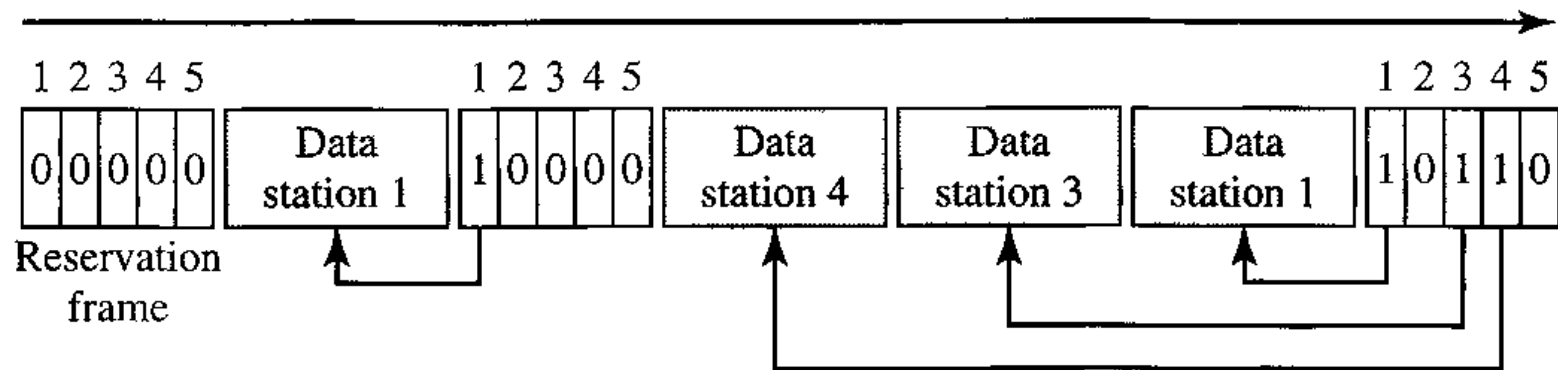 1 2 3 4 5 1 2 3 4 5 1 2 3 4 5
0 0 0 0 0 Data station 1 1 0 0 0 0 Data station 4 Data station 3 Data station 1 1 0 1 1 0
Reservation
frame